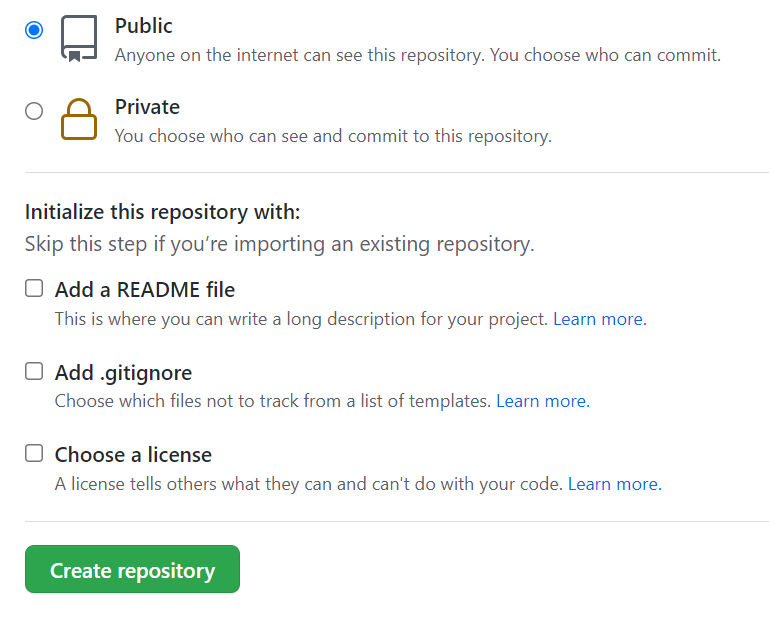 Public
Anyone on the internet can see this repository. You choose who can commit.
Private
You choose who can see and commit to this repository.
Initialize this repository with:
Skip this step if you’re importing an existing repository.
Add a README file
This is where you can write a long description for your project. Learn more.
Add .gitignore
Choose which files not to track from a list of templates. Learn more.
Choose a license
A license tells others what they can and can't do with your code. Learn more.
Create repository